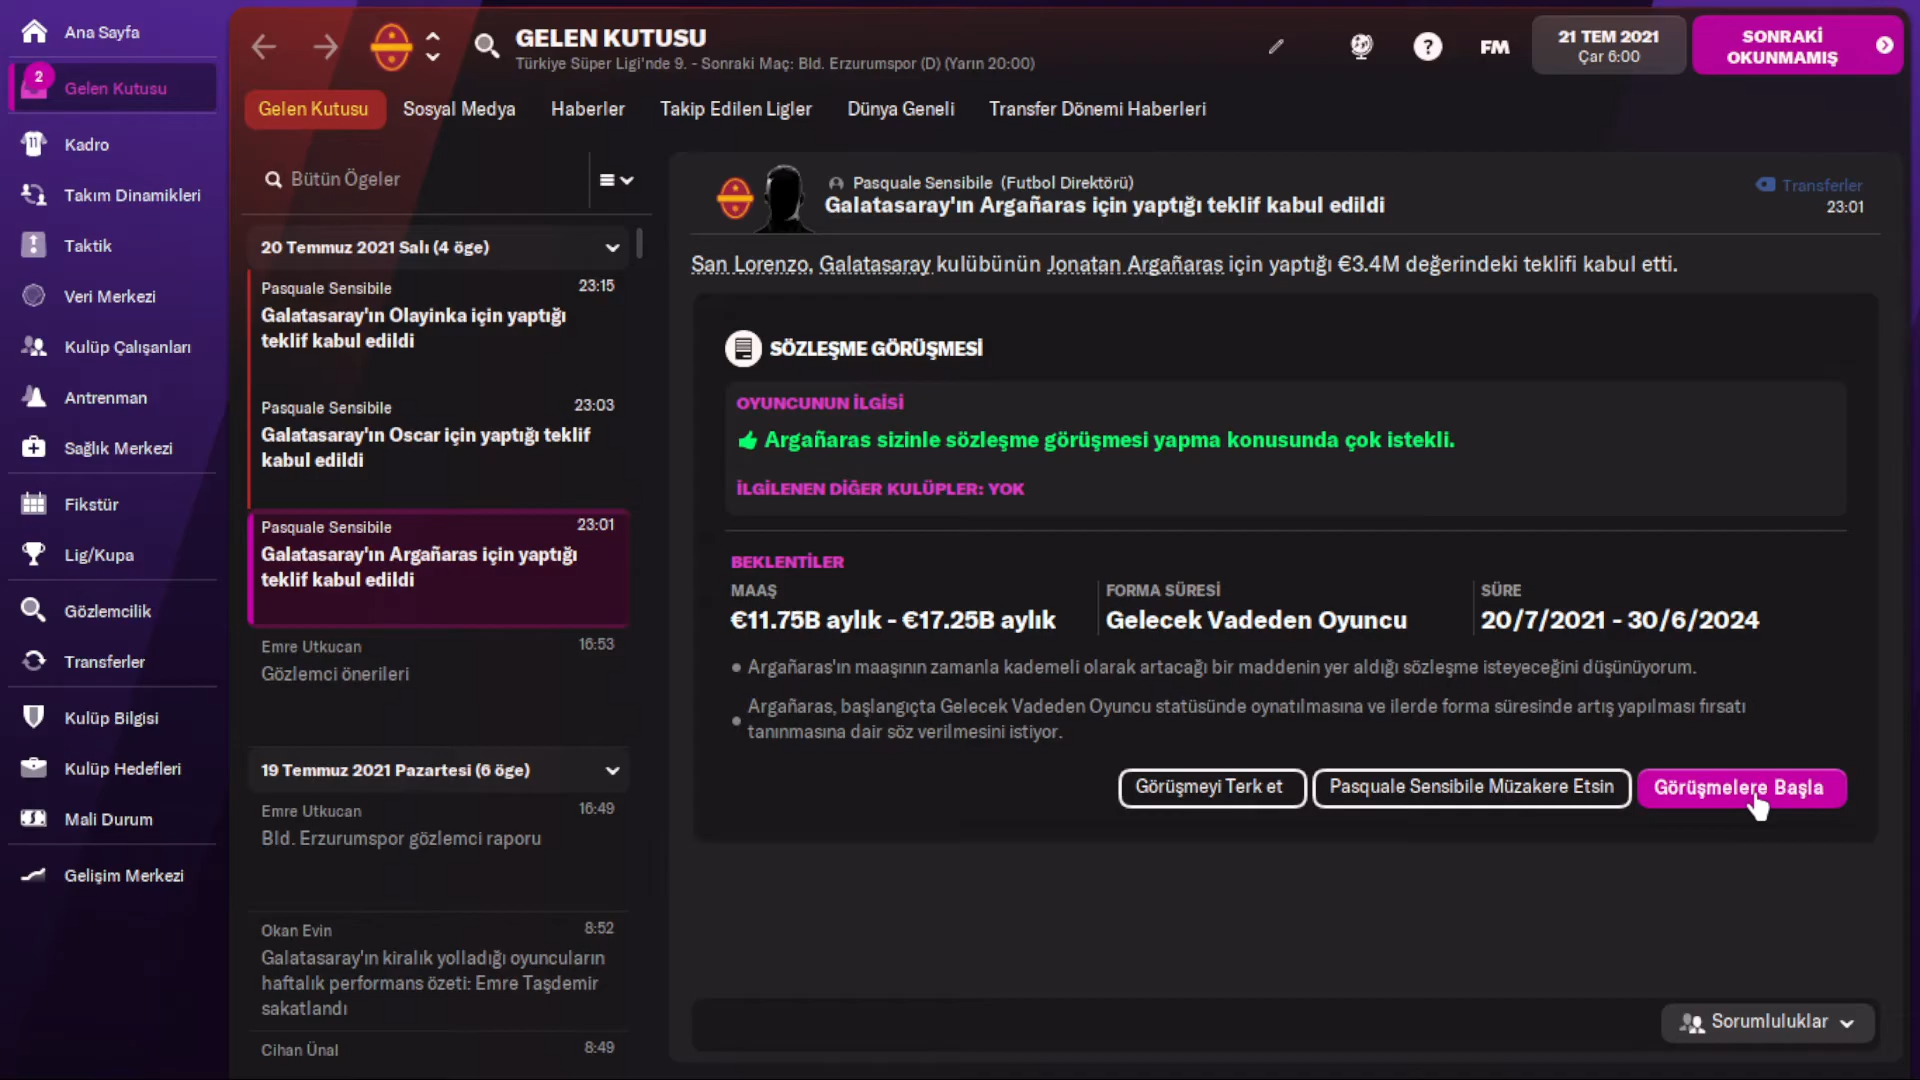 Ana Sayfa
2
Gelen Kutusu
11
Kadro
Takım Dinamikleri
Taktik
Veri Merkezi
Kulüp Çalışanları
Antrenman
Sağlık Merkezi
Fikstür
Lig/Kupa
Gözlemcilik
Transferler
Kulüp Bilgisi
Kulüp Hedefleri
Mali Durum
Gelişim Merkezi
GELEN KUTUSU
Türkiye Süper Ligi'nde 9. - Sonraki Maç: Bld. Erzurumspor (D) (Yarın 20:00)
?
FM
21 TEM 2021
Çar 6:00
SONRAKİ
OKUNMAMIŞ
Gelen Kutusu
Sosyal Medya
Haberler
Takip Edilen Ligler
Dünya Geneli
Transfer Dönemi Haberleri
Bütün Ögeler
20 Temmuz 2021 Salı (4 öge)
Pasquale Sensibile 23:15
Galatasaray'ın Olayinka için yaptığı
teklif kabul edildi
Pasquale Sensibile 23:03
Galatasaray'ın Oscar için yaptığı teklif
kabul edildi
Pasquale Sensibile 23:01
Galatasaray'ın Argañaras için yaptığı
teklif kabul edildi
Emre Utkucan 16:53
Gözlemci önerileri
19 Temmuz 2021 Pazartesi (6 öge)
Emre Utkucan 16:49
Bld. Erzurumspor gözlemci raporu
Okan Evin 8:52
Galatasaray'ın kiralık yolladığı oyuncuların
haftalık performans özeti: Emre Taşdemir
sakatlandı
Cihan Ünal 8:49
Pasquale Sensibile (Futbol Direktörü)
Galatasaray'ın Argañaras için yaptığı teklif kabul edildi
Transferler
23:01
San Lorenzo, Galatasaray kulübünün Jonatan Argañaras için yaptığı €3.4M değerindeki teklifi kabul etti.
SÖZLEŞME GÖRÜŞMESİ
OYUNCUNUN İLGİSİ
Argañaras sizinle sözleşme görüşmesi yapma konusunda çok istekli.
İLGİLENEN DİĞER KULÜPLER: YOK
BEKLENTİLER
MAAŞ
€11.75B aylık - €17.25B aylık
FORMA SÜRESİ
Gelecek Vadeden Oyuncu
SÜRE
20/7/2021 - 30/6/2024
Argañaras'ın maaşının zamanla kademeli olarak artacağı bir maddenin yer aldığı sözleşme isteyeceğini düşünüyorum.
Argañaras, başlangıçta Gelecek Vadeden Oyuncu statüsünde oynatılmasına ve ilerde forma süresinde artış yapılması fırsatı
tanınmasına dair söz verilmesini istiyor.
Görüşmeyi Terk et
Pasquale Sensibile Müzakere Etsin
Görüşmelere Başla
Sorumluluklar